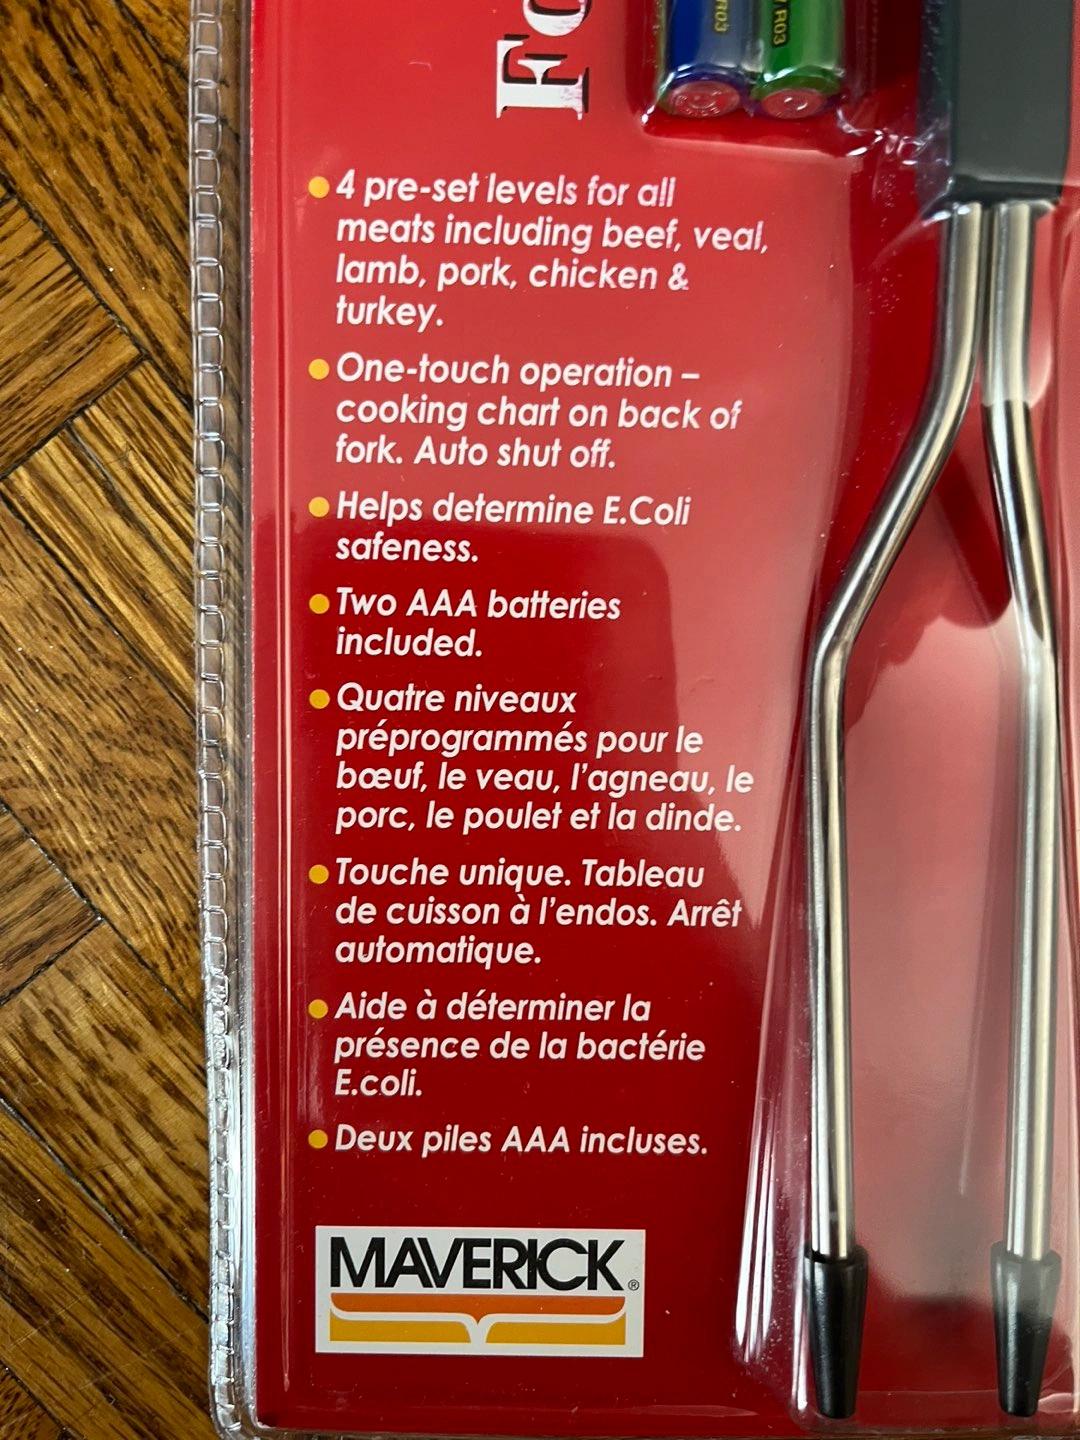 R03
R03
4 pre-set levels for all
meats including beef, veal,
lamb, pork, chicken &
turkey.
One-touch operation –
cooking chart on back of
fork. Auto shut off.
Helps determine E.Coli
safeness.
Two AAA batteries
included.
Quatre niveaux
préprogrammés pour le
bœuf, le veau, l'agneau, le
porc, le poulet et la dinde.
Touche unique. Tableau
de cuisson à l'endos. Arrêt
automatique.
Aide à déterminer la
présence de la bactérie
E.coli.
Deux piles AAA incluses.
MAVERICK®